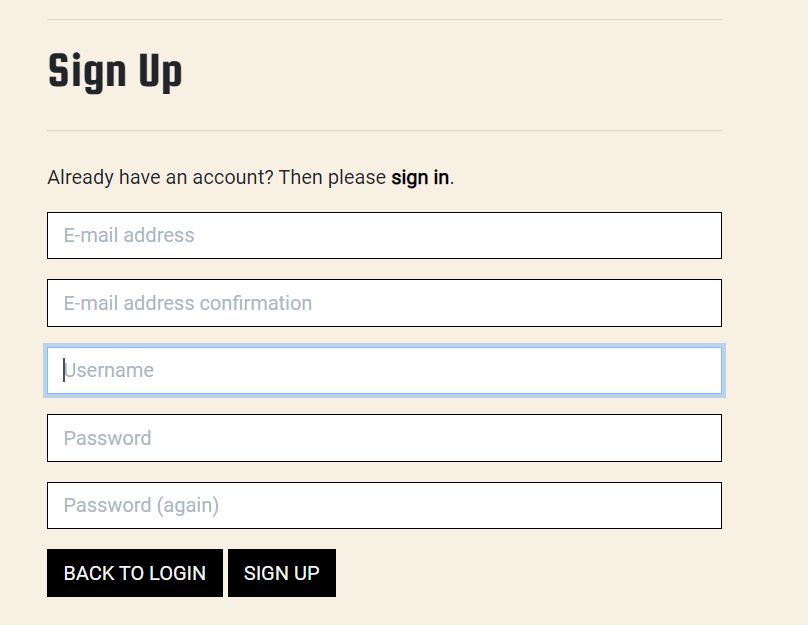 Sign Up
Already have an account? Then please sign in.
E-mail address
E-mail address confirmation
Username
Password
Password (again)
BACK TO LOGIN SIGN UP